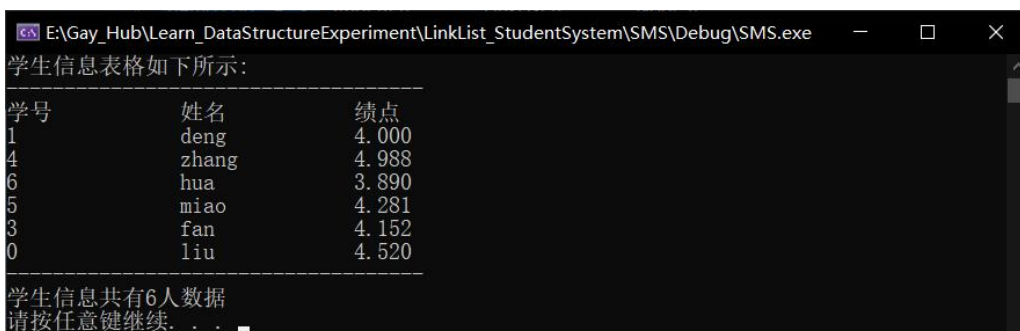 E:\Gay_Hub\Learn_DataStructureExperiment\LinkList_StudentSystem\SMS\Debug\SMS.exe
学生信息表格如下所示:
------------------------------------
学号 姓名 绩点
1 deng 4.000
4 zhang 4.988
6 hua 3.890
5 miao 4.281
3 fan 4.152
0 liu 4.520
------------------------------------
学生信息共有6人数据
请按任意键继续. . .